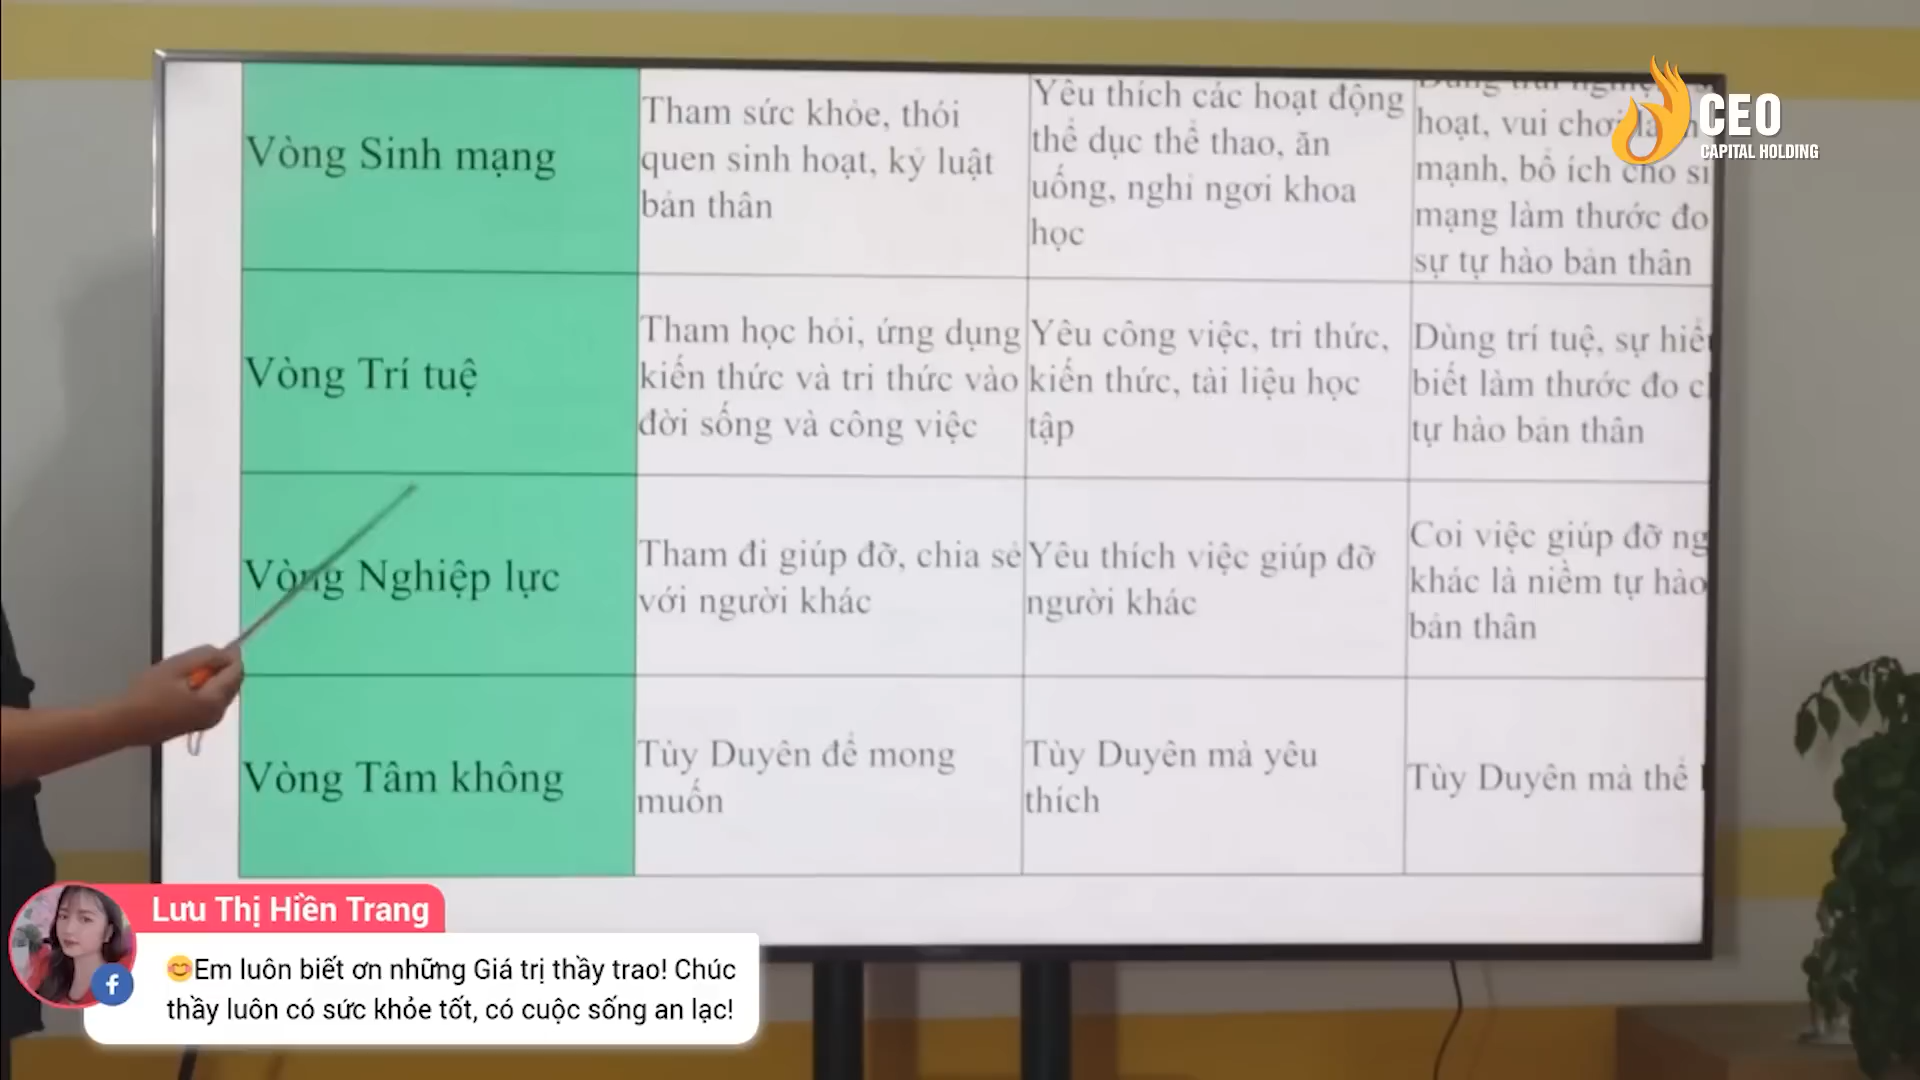 CEO
CAPITAL HOLDING
Vòng Sinh mạng
Tham sức khỏe, thói
quen sinh hoạt, kỷ luật
bản thân
Yêu thích các hoạt động
thể dục thể thao, ăn
uống, nghỉ ngơi khoa
học
hoạt, vui chơi
mạnh, bổ ích cho
mạng làm thước đo
sự tự hào bản thân
Vòng Trí tuệ
Tham học hỏi, ứng dụng
kiến thức và tri thức vào
đời sống và công việc
Yêu công việc, tri thức,
kiến thức, tài liệu học
tập
Dùng trí tuệ, sự
biết làm thước đo
tự hào bản thân
Vòng Nghiệp lực
Tham đi giúp đỡ, chia sẻ
với người khác
Yêu thích việc giúp đỡ
người khác
Coi việc giúp đỡ
khác là niềm tự hào
bản thân
Vòng Tâm không
Tùy Duyên để mong
muốn
Tùy Duyên mà yêu
thích
Tùy Duyên mà thể
Lưu Thị Hiền Trang
😊Em luôn biết ơn những Giá trị thầy trao! Chúc
thầy luôn có sức khỏe tốt, có cuộc sống an lạc!